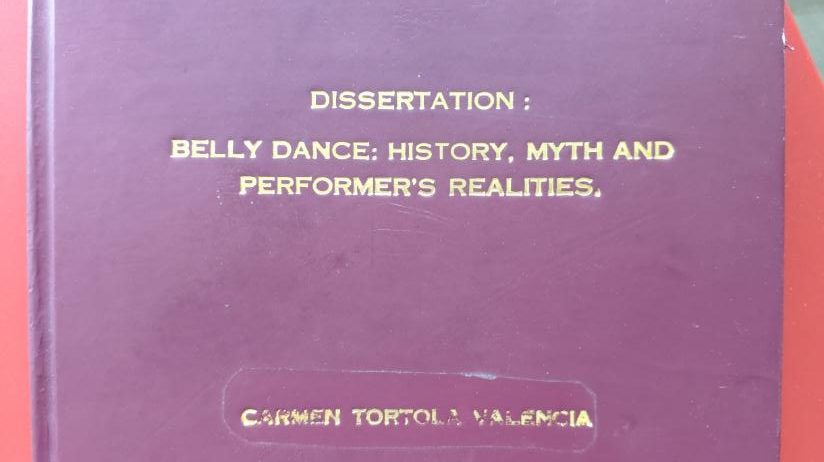 DISSERTATION :
BELLY DANCE: HISTORY, MYTH AND
PERFORMER'S REALITIES.
CARMEN TORTOLA VALENCIA